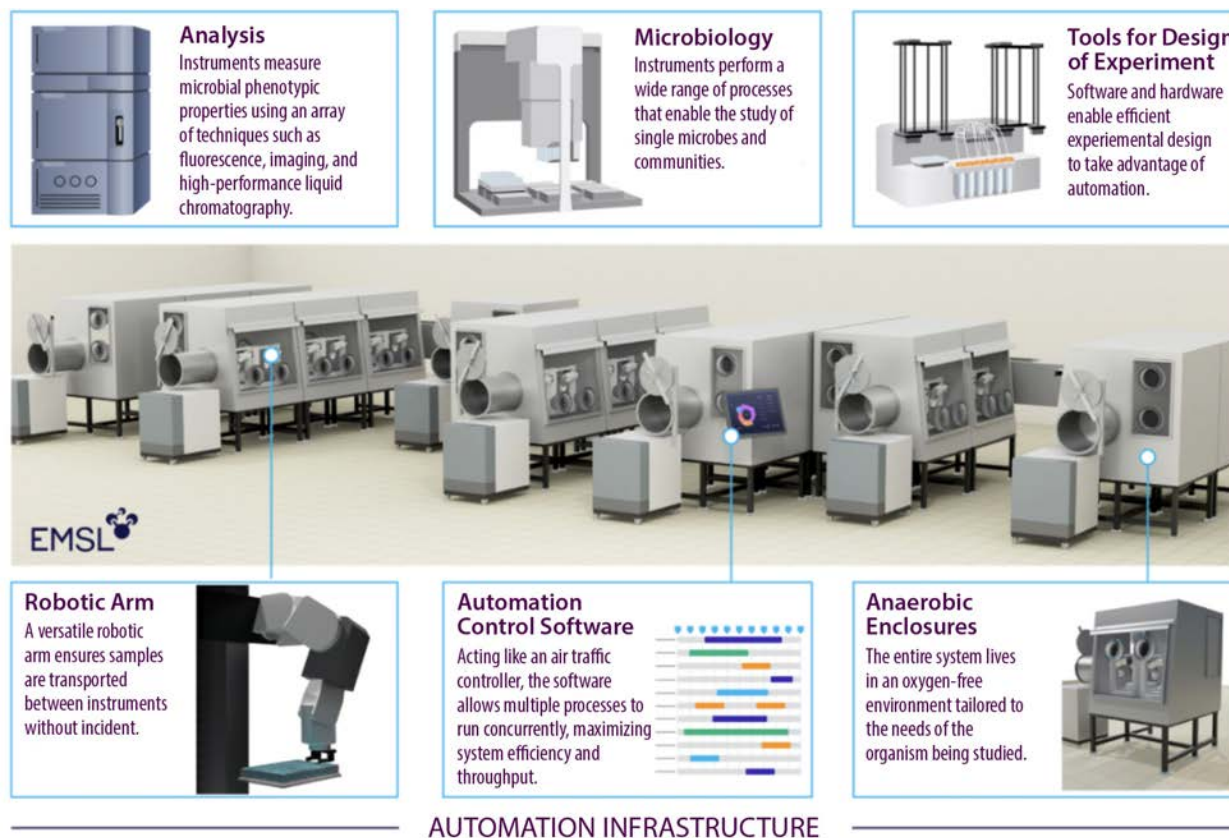 Analysis
Instruments measure
microbial phenotypic
properties using an array
of techniques such as
fluorescence, imaging, and
high-performance liquid
chromatography.
Microbiology
Instruments perform a
wide range of processes
that enable the study of
single microbes and
communities.
Tools for Design
of Experiment
Software and hardware
enable efficient
experiemental design
to take advantage of
automation.
EMSL
Robotic Arm
A versatile robotic
arm ensures samples
are transported
between instruments
without incident.
Automation
Control Software
Acting like an air traffic
controller, the software
allows multiple processes to
run concurrently, maximizing
system efficiency and
throughput.
Anaerobic
Enclosures
The entire system lives
in an oxygen-free
environment tailored to
the needs of the
organism being studied.
AUTOMATION INFRASTRUCTURE